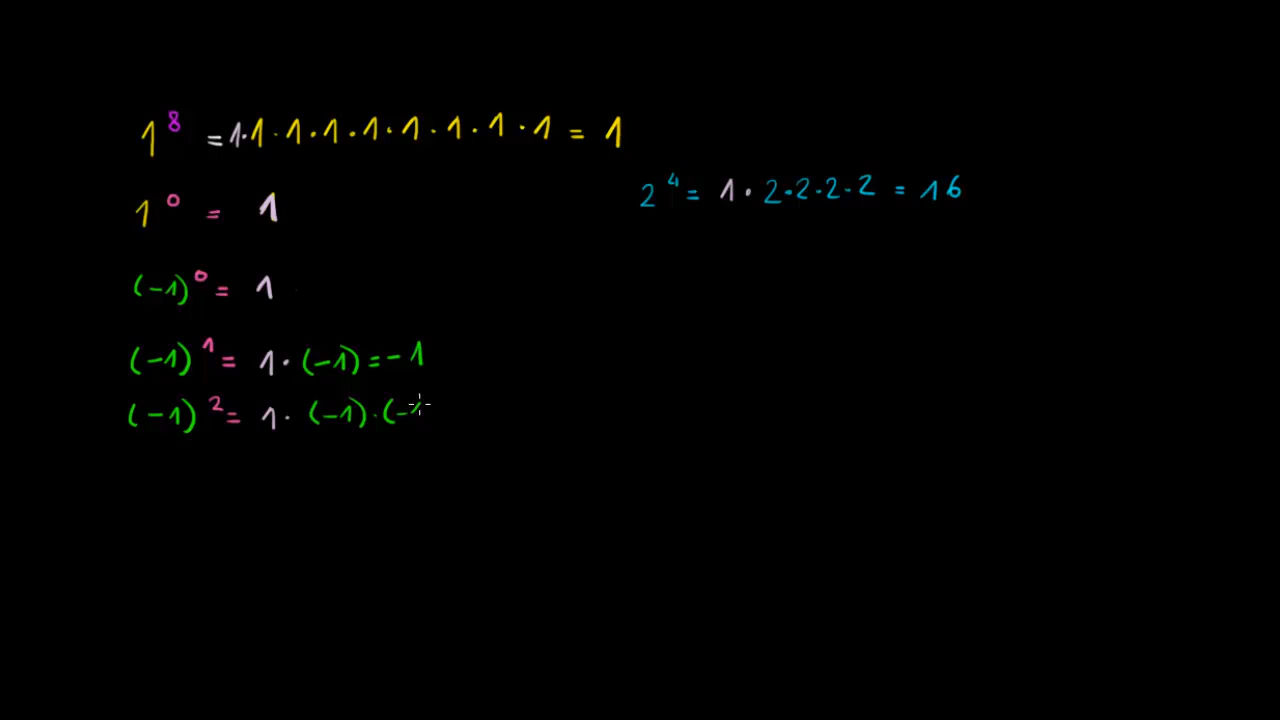 1⁸ = 1·1·1·1·1·1·1·1·1 = 1
2⁴ = 1·2·2·2·2 = 16
1⁰ = 1
(-1)⁰ = 1
(-1)¹ = 1·(-1) = -1
(-1)² = 1·(-1)·(-1